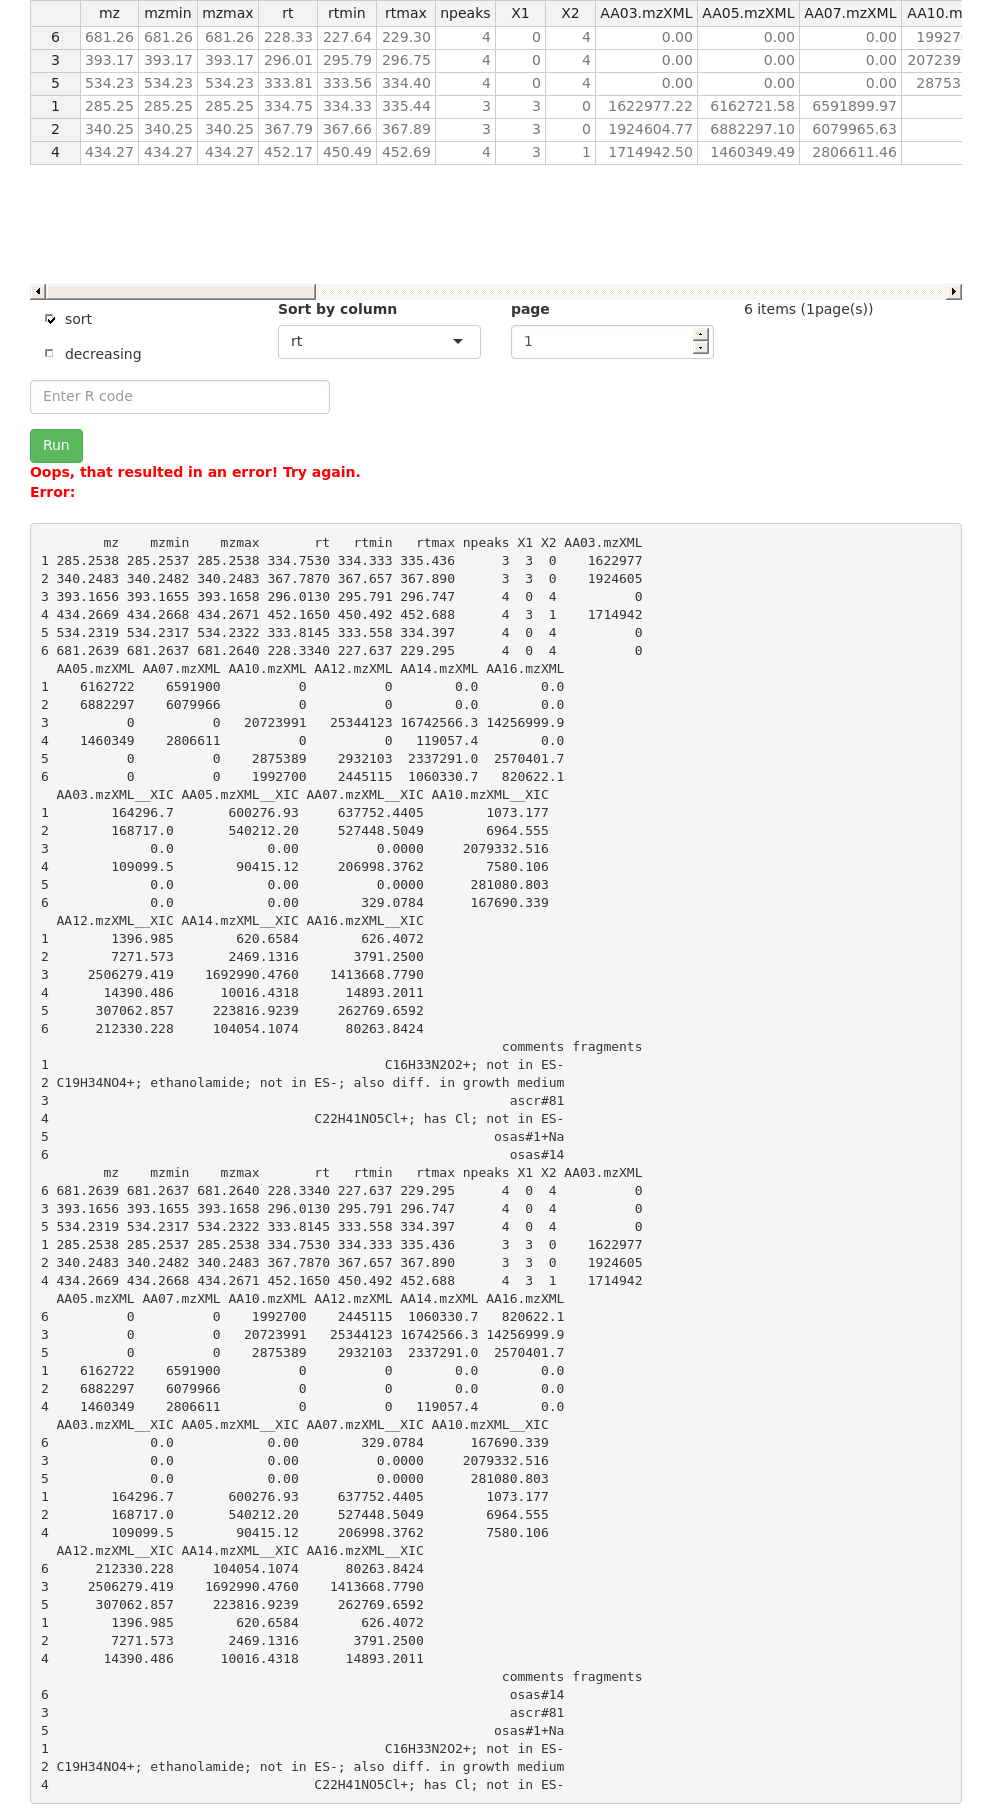 mz mzmin mzmax rt rtmin rtmax npeaks X1 X2 AA03.mzXML AA05.mzXML AA07.mzXML AA10.m
6 681.26 681.26 681.26 228.33 227.64 229.30 4 0 4 0.00 0.00 0.00 19927
3 393.17 393.17 393.17 296.01 295.79 296.75 4 0 4 0.00 0.00 0.00 207239
5 534.23 534.23 534.23 333.81 333.56 334.40 4 0 4 0.00 0.00 0.00 28753
1 285.25 285.25 285.25 334.75 334.33 335.44 3 3 0 1622977.22 6162721.58 6591899.97
2 340.25 340.25 340.25 367.79 367.66 367.89 3 3 0 1924604.77 6882297.10 6079965.63
4 434.27 434.27 434.27 452.17 450.49 452.69 4 3 1 1714942.50 1460349.49 2806611.46
sort Sort by column page 6 items (1page(s))
rt 1
decreasing
Enter R code
Run
Oops, that resulted in an error! Try again.
Error:
mz mzmin mzmax rt rtmin rtmax npeaks X1 X2 AA03.mzXML
1 285.2538 285.2537 285.2538 334.7530 334.333 335.436 3 3 0 1622977
2 340.2483 340.2482 340.2483 367.7870 367.657 367.890 3 3 0 1924605
3 393.1656 393.1655 393.1658 296.0130 295.791 296.747 4 0 4 0
4 434.2669 434.2668 434.2671 452.1650 450.492 452.688 4 3 1 1714942
5 534.2319 534.2317 534.2322 333.8145 333.558 334.397 4 0 4 0
6 681.2639 681.2637 681.2640 228.3340 227.637 229.295 4 0 4 0
AA05.mzXML AA07.mzXML AA10.mzXML AA12.mzXML AA14.mzXML AA16.mzXML
1 6162722 6591900 0 0 0.0 0.0
2 6882297 6079966 0 0 0.0 0.0
3 0 0 20723991 25344123 16742566.3 14256999.9
4 1460349 2806611 0 0 119057.4 0.0
5 0 0 2875389 2932103 2337291.0 2570401.7
6 0 0 1992700 2445115 1060330.7 820622.1
AA03.mzXML__XIC AA05.mzXML__XIC AA07.mzXML__XIC AA10.mzXML__XIC
1 164296.7 600276.93 637752.4405 1073.177
2 168717.0 540212.20 527448.5049 6964.555
3 0.0 0.00 0.0000 2079332.516
4 109099.5 90415.12 206998.3762 7580.106
5 0.0 0.00 0.0000 281080.803
6 0.0 0.00 329.0784 167690.339
AA12.mzXML__XIC AA14.mzXML__XIC AA16.mzXML__XIC
1 1396.985 620.6584 626.4072
2 7271.573 2469.1316 3791.2500
3 2506279.419 1692990.4760 1413668.7790
4 14390.486 10016.4318 14893.2011
5 307062.857 223816.9239 262769.6592
6 212330.228 104054.1074 80263.8424
comments fragments
1 C16H33N2O2+; not in ES-
2 C19H34NO4+; ethanolamide; not in ES-; also diff. in growth medium
3 ascr#81
4 C22H41NO5Cl+; has Cl; not in ES-
5 osas#1+Na
6 osas#14
mz mzmin mzmax rt rtmin rtmax npeaks X1 X2 AA03.mzXML
6 681.2639 681.2637 681.2640 228.3340 227.637 229.295 4 0 4 0
3 393.1656 393.1655 393.1658 296.0130 295.791 296.747 4 0 4 0
5 534.2319 534.2317 534.2322 333.8145 333.558 334.397 4 0 4 0
1 285.2538 285.2537 285.2538 334.7530 334.333 335.436 3 3 0 1622977
2 340.2483 340.2482 340.2483 367.7870 367.657 367.890 3 3 0 1924605
4 434.2669 434.2668 434.2671 452.1650 450.492 452.688 4 3 1 1714942
AA05.mzXML AA07.mzXML AA10.mzXML AA12.mzXML AA14.mzXML AA16.mzXML
6 0 0 1992700 2445115 1060330.7 820622.1
3 0 0 20723991 25344123 16742566.3 14256999.9
5 0 0 2875389 2932103 2337291.0 2570401.7
1 6162722 6591900 0 0 0.0 0.0
2 6882297 6079966 0 0 0.0 0.0
4 1460349 2806611 0 0 119057.4 0.0
AA03.mzXML__XIC AA05.mzXML__XIC AA07.mzXML__XIC AA10.mzXML__XIC
6 0.0 0.00 329.0784 167690.339
3 0.0 0.00 0.0000 2079332.516
5 0.0 0.00 0.0000 281080.803
1 164296.7 600276.93 637752.4405 1073.177
2 168717.0 540212.20 527448.5049 6964.555
4 109099.5 90415.12 206998.3762 7580.106
AA12.mzXML__XIC AA14.mzXML__XIC AA16.mzXML__XIC
6 212330.228 104054.1074 80263.8424
3 2506279.419 1692990.4760 1413668.7790
5 307062.857 223816.9239 262769.6592
1 1396.985 620.6584 626.4072
2 7271.573 2469.1316 3791.2500
4 14390.486 10016.4318 14893.2011
comments fragments
6 osas#14
3 ascr#81
5 osas#1+Na
1 C16H33N2O2+; not in ES-
2 C19H34NO4+; ethanolamide; not in ES-; also diff. in growth medium
4 C22H41NO5Cl+; has Cl; not in ES-